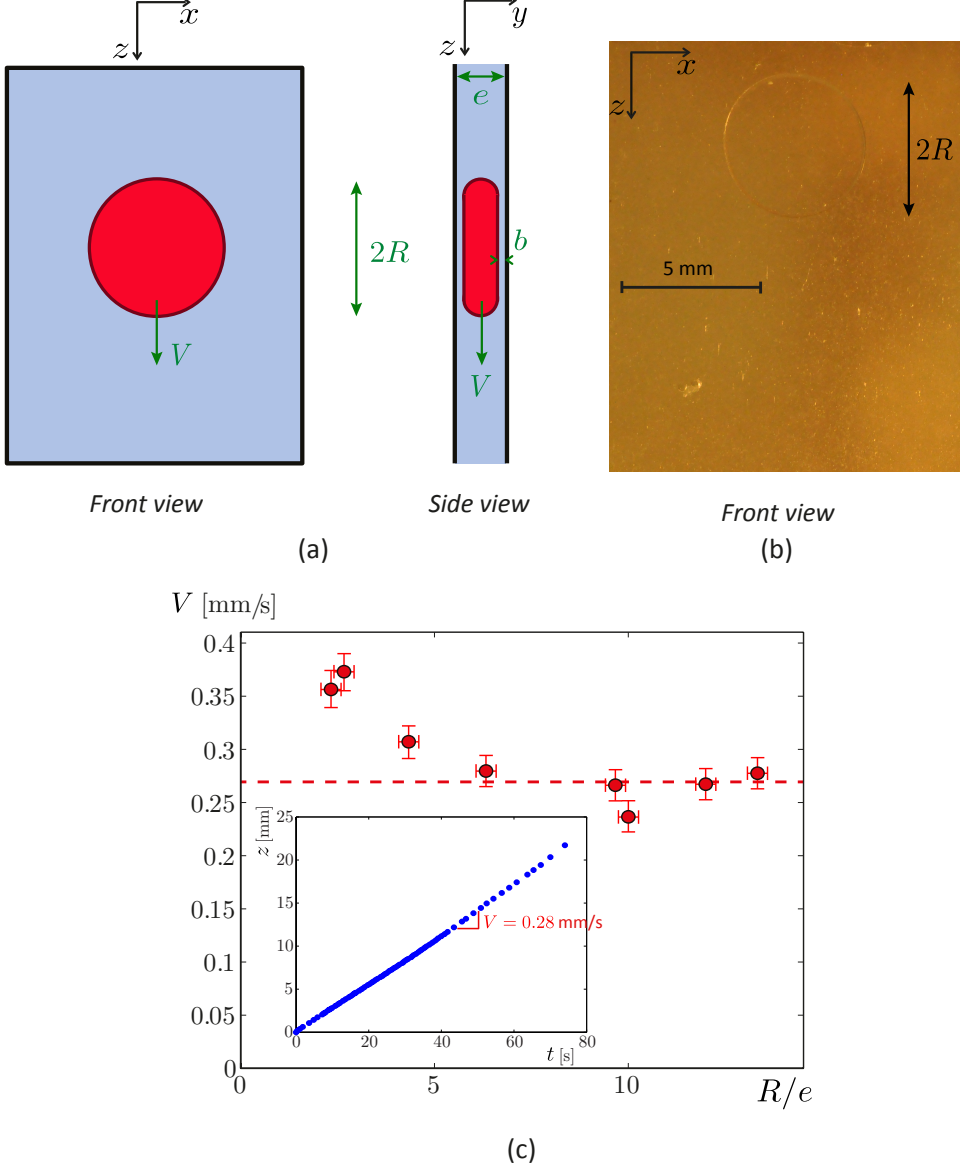 x
z
e
2R
b
V
V
y
z
Front view
Side view
(a)
x
z
2R
5 mm
Front view
(b)
V [mm/s]
0.4
0.35
0.3
0.25
0.2
0.15
0.1
0.05
0
0
5
10
R/e
z [mm]
25
20
15
10
5
0
V = 0.28 mm/s
0
20
40
60
80
t [s]
(c)